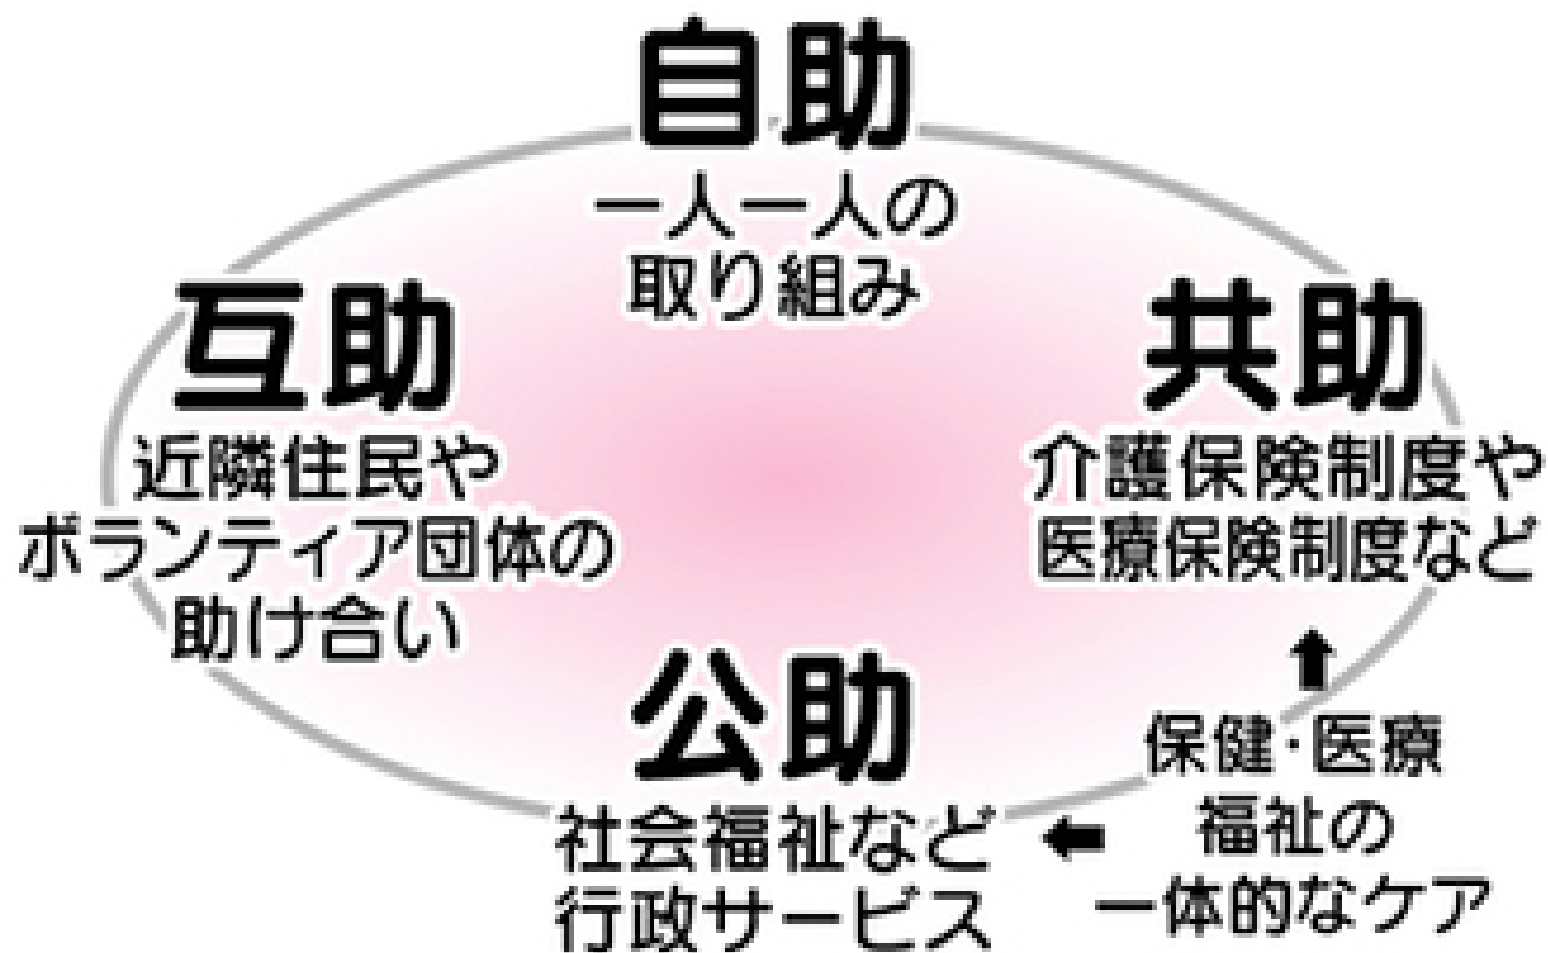 自助
一人一人の
取り組み
互助
近隣住民や
ボランティア団体の
助け合い
共助
介護保険制度や
医療保険制度など
公助
社会福祉など
行政サービス
保健·医療
福祉の
一体的なケア